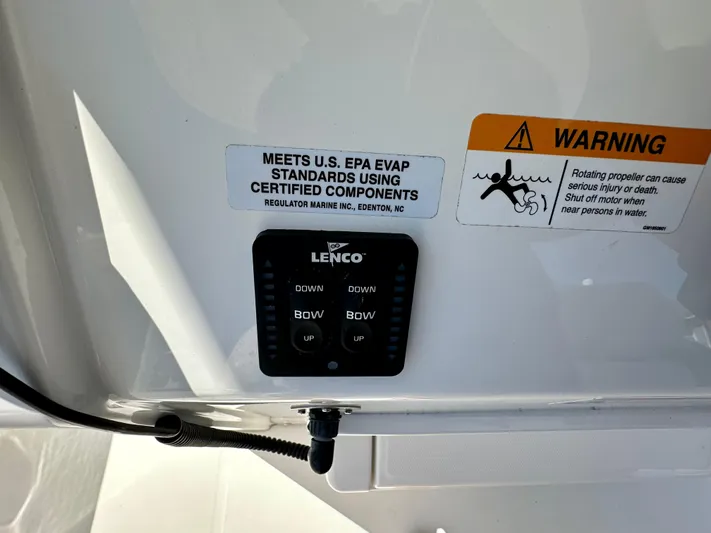 MEETS U.S. EPA EVAP
STANDARDS USING
CERTIFIED COMPONENTS
REGULATOR MARINE INC., EDENTON, NC
WARNING
Rotating propeller can cause
serious injury or death.
Shut off motor when
near persons in water.
LENCO
DOWN DOWN
BOW BOW
UP UP